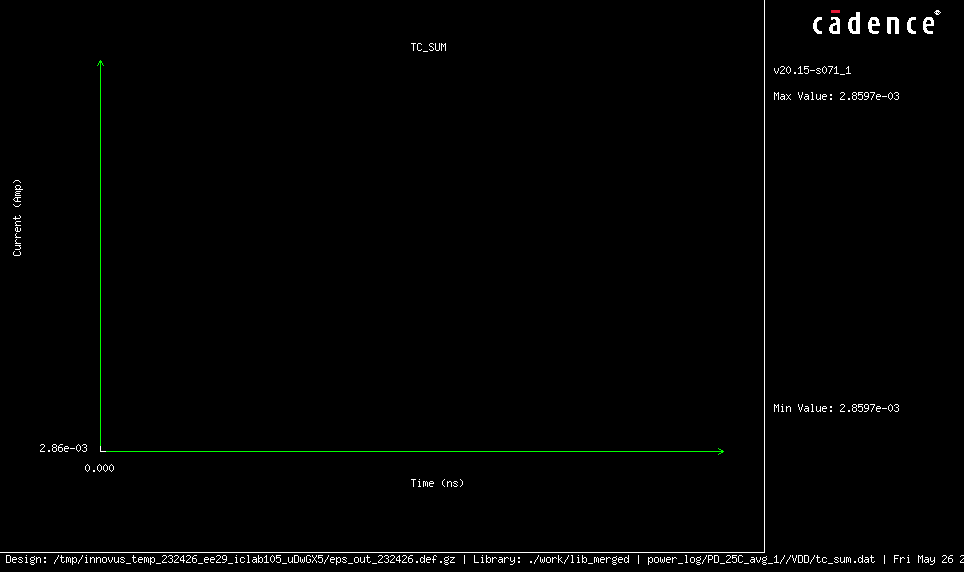 cādence®
TC_SUM
v20.15-s071_1
Max Value: 2.8597e-03
Current (Amp)
Min Value: 2.8597e-03
2.86e-03
0.000
Time (ns)
Design: /tmp/innovus_temp_232426_ee29_iclab105_uDwGX5/eps_out_232426.def.gz | Library: ./work/lib_merged | power_log/PD_25C_avg_1//VDD/tc_sum.dat | Fri May 26 2